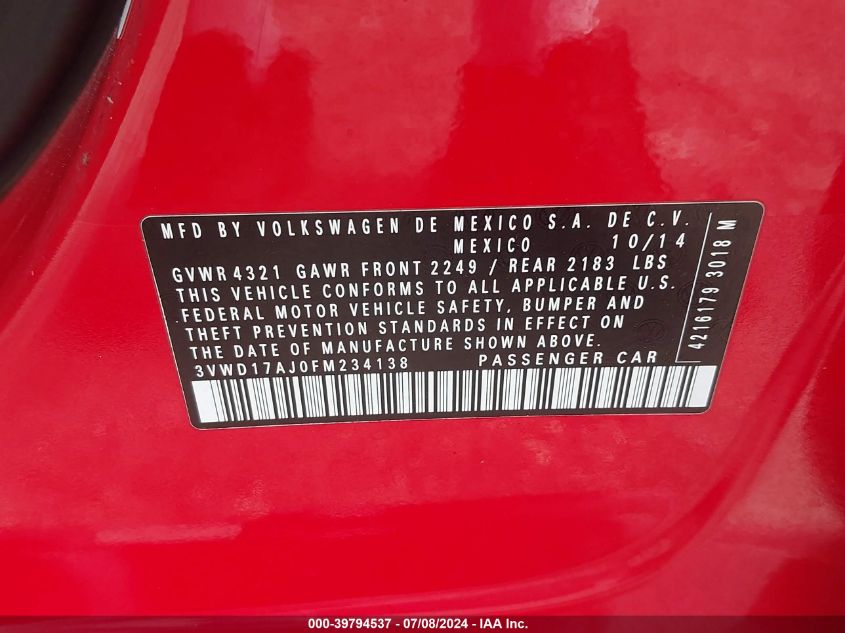 MFD BY VOLKSWAGEN DE MEXICO S.A. DE C.V.
MEXICO 10/14
GVWR 4321 GAWR FRONT 2249 / REAR 2183 LBS
THIS VEHICLE CONFORMS TO ALL APPLICABLE U.S.
FEDERAL MOTOR VEHICLE SAFETY, BUMPER AND
THEFT PREVENTION STANDARDS IN EFFECT ON
THE DATE OF MANUFACTURE SHOWN ABOVE.
3VWD17AJ0FM234138 PASSENGER CAR
4216179 3018 M
000-39794537 / 07/08/2024 - IAA Inc.